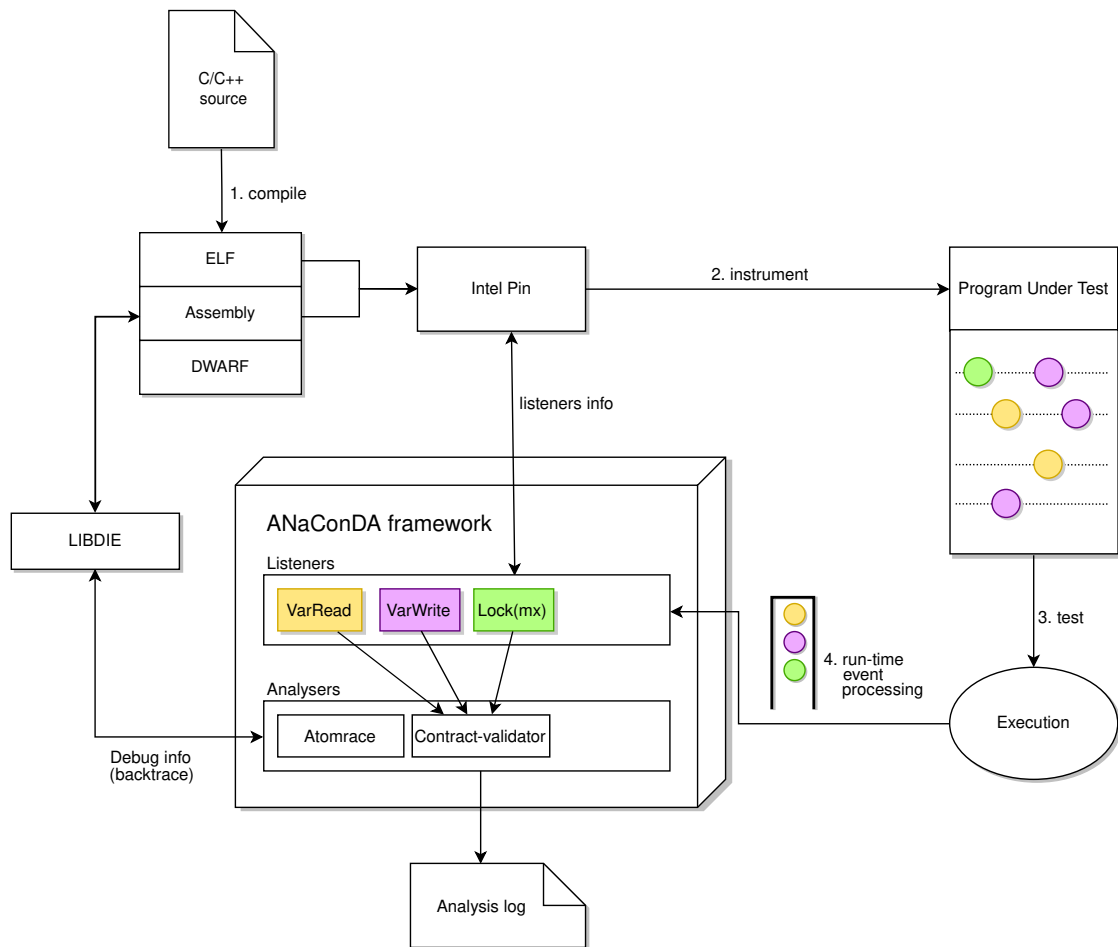 C/C++
source
1. compile
ELF
Assembly
DWARF
Intel Pin
2. instrument
Program Under Test
listeners info
LIBDIE
ANaConDA framework
Listeners
VarRead
VarWrite
Lock(mx)
3. test
4. run-time
event
processing
Analysers
Atomrace
Contract-validator
Execution
Debug info
(backtrace)
Analysis log